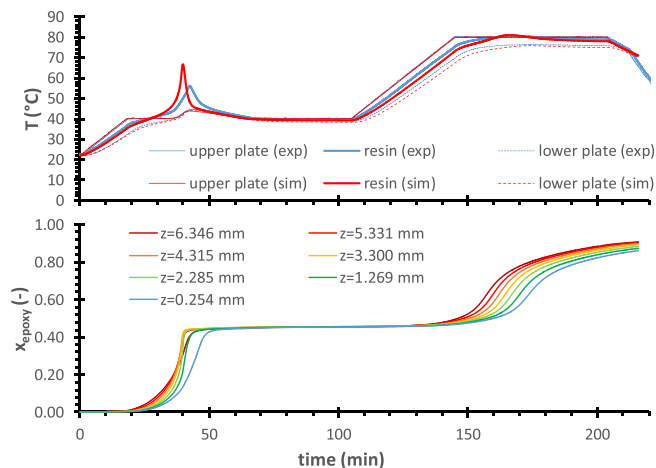 90
80
70
60
50
40
30
20
10
0
T (°C)
upper plate (exp) resin (exp) lower plate (exp)
upper plate (sim) resin (sim) lower plate (sim)
1.00
0.80
0.60
0.40
0.20
0.00
xepoxy (-)
z=6.346 mm z=5.331 mm
z=4.315 mm z=3.300 mm
z=2.285 mm z=1.269 mm
z=0.254 mm
0 50 100 150 200
time (min)